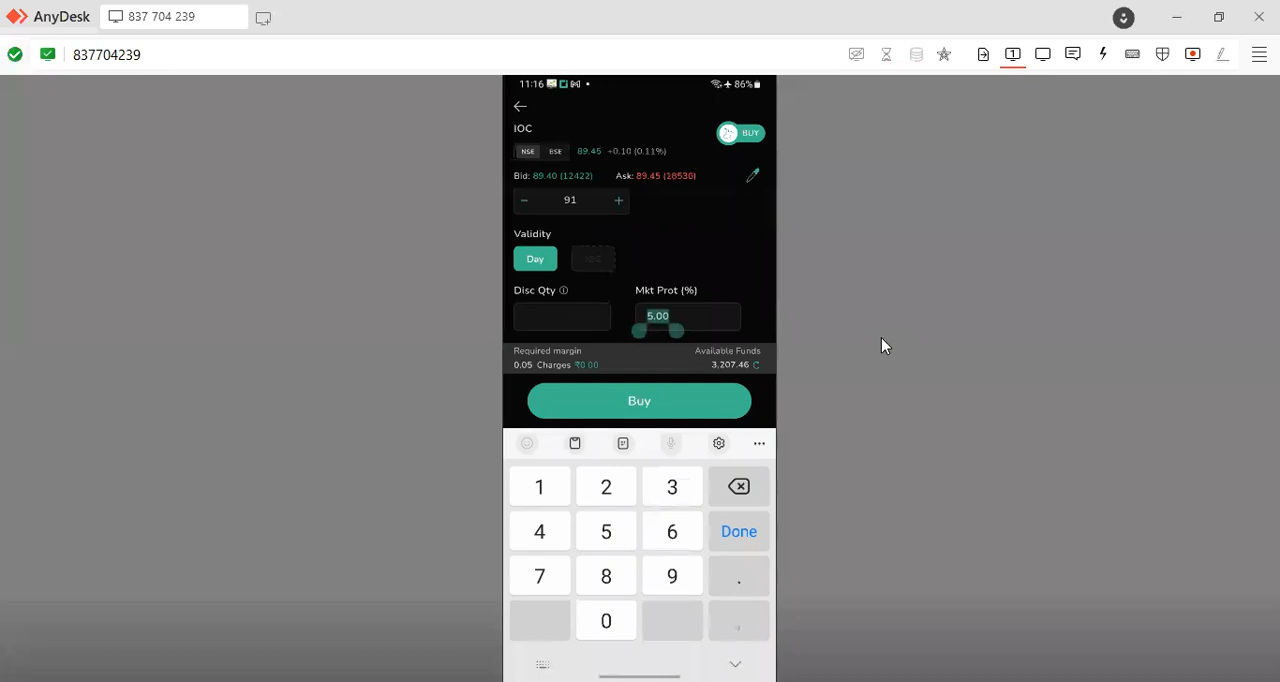 AnyDesk 837 704 239
837704239
11:16 86%
IOC
BUY
NSE BSE 89.45 +0.10 (0.11%)
Bid: 89.40 (12422) Ask: 89.45 (28530)
− 91 +
Validity
Day IOC
Disc Qty Mkt Prot (%)
5.00
Required margin Available Funds
0.05 Charges ₹0.00 3,207.46
Buy
1 2 3
4 5 6 Done
7 8 9 .
0 ,